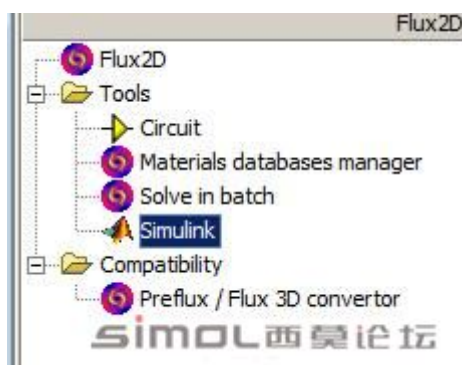 Flux2D
Flux2D
Tools
Circuit
Materials databases manager
Solve in batch
Simulink
Compatibility
Preflux / Flux 3D convertor
simol西莫论坛